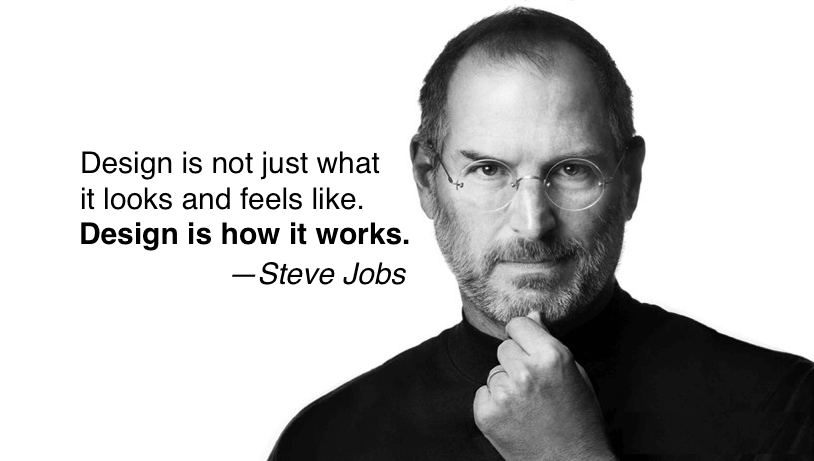 Design is not just what
it looks and feels like.
Design is how it works.
—Steve Jobs